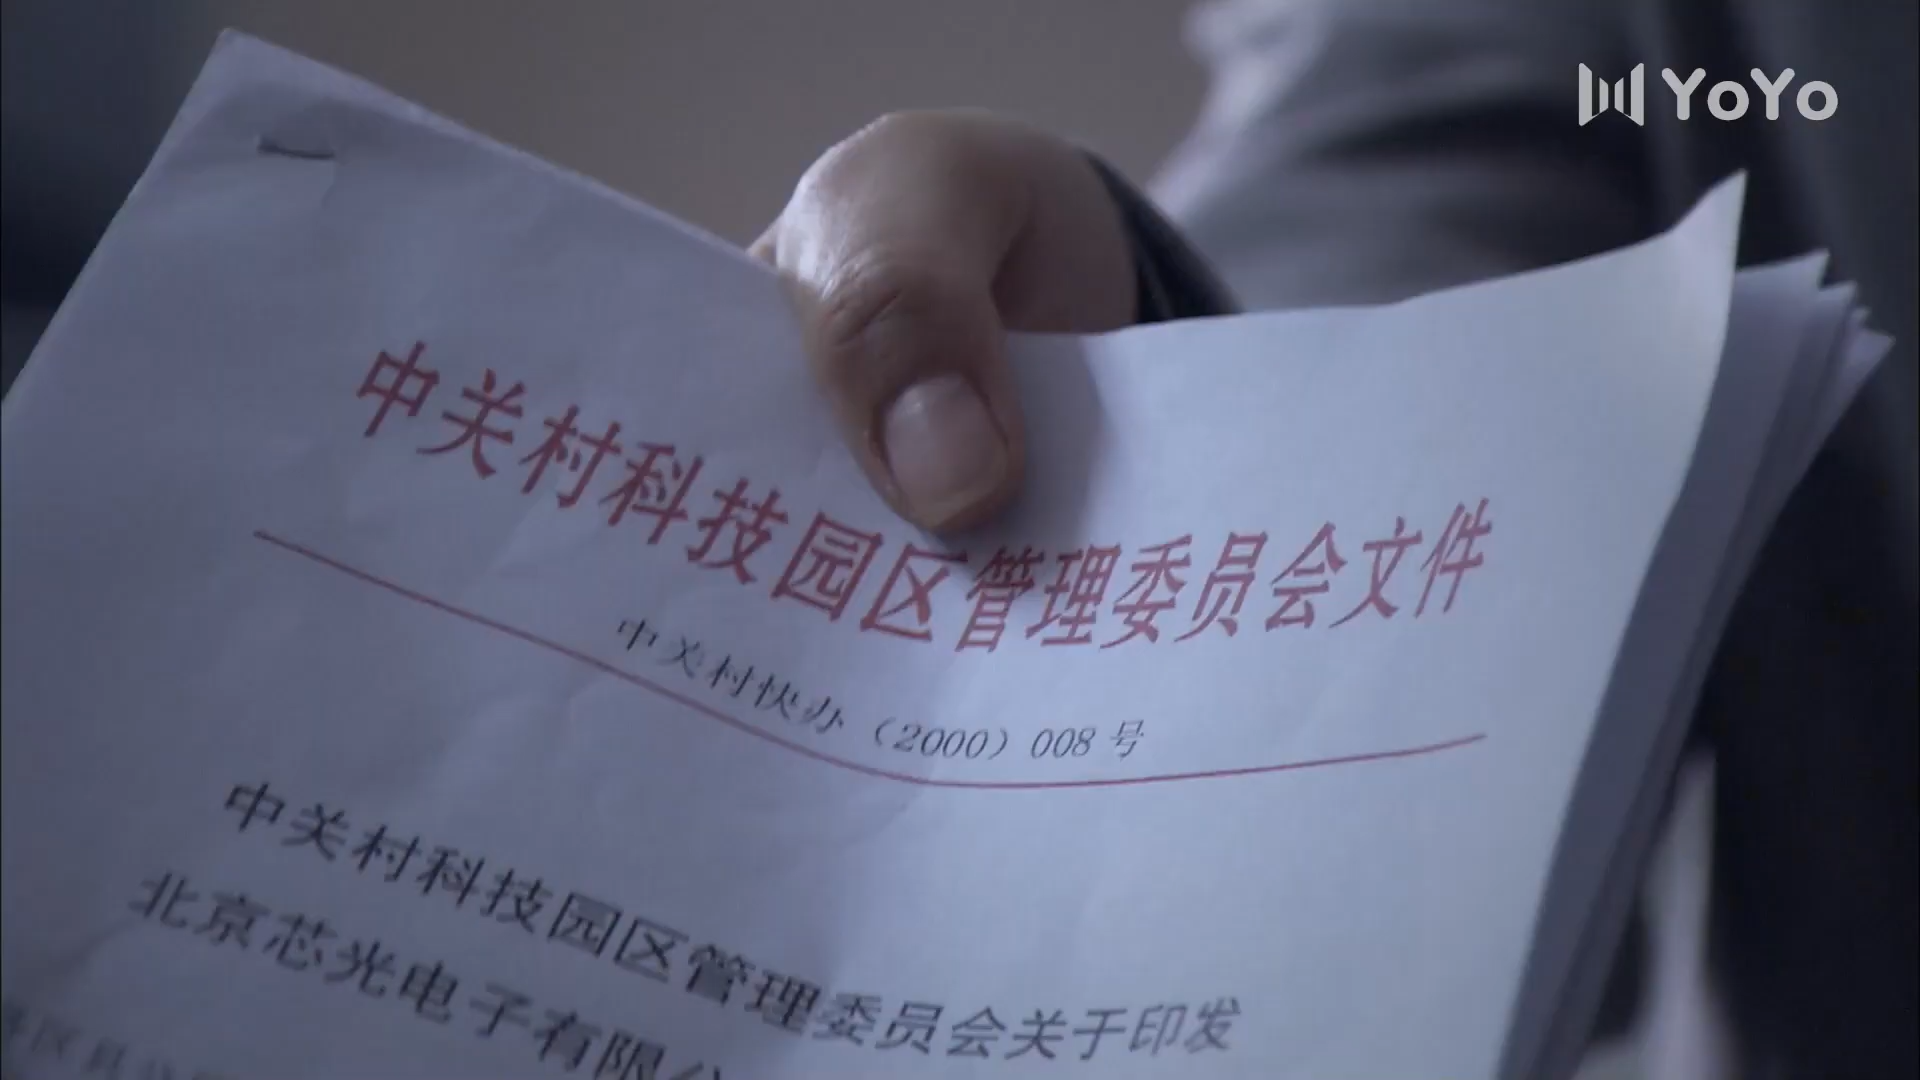 YoYo
中关村科技园区管理委员会文件
中关村快办（2000）008号
中关村科技园区管理委员会关于印发
北京芯光电子有限公
区县